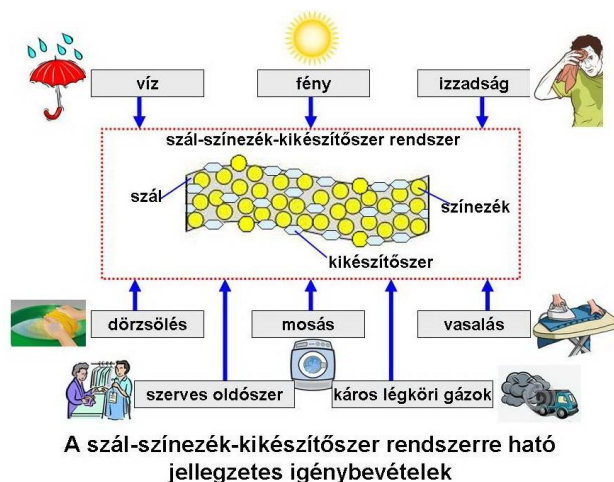 víz
fény
izzadság
szál-színezék-kikészítőszer rendszer
szál
színezék
kikészítőszer
dörzsölés
mosás
vasalás
szerves oldószer
káros légköri gázok
A szál-színezék-kikészítőszer rendszerre ható
jellegzetes igénybevételek